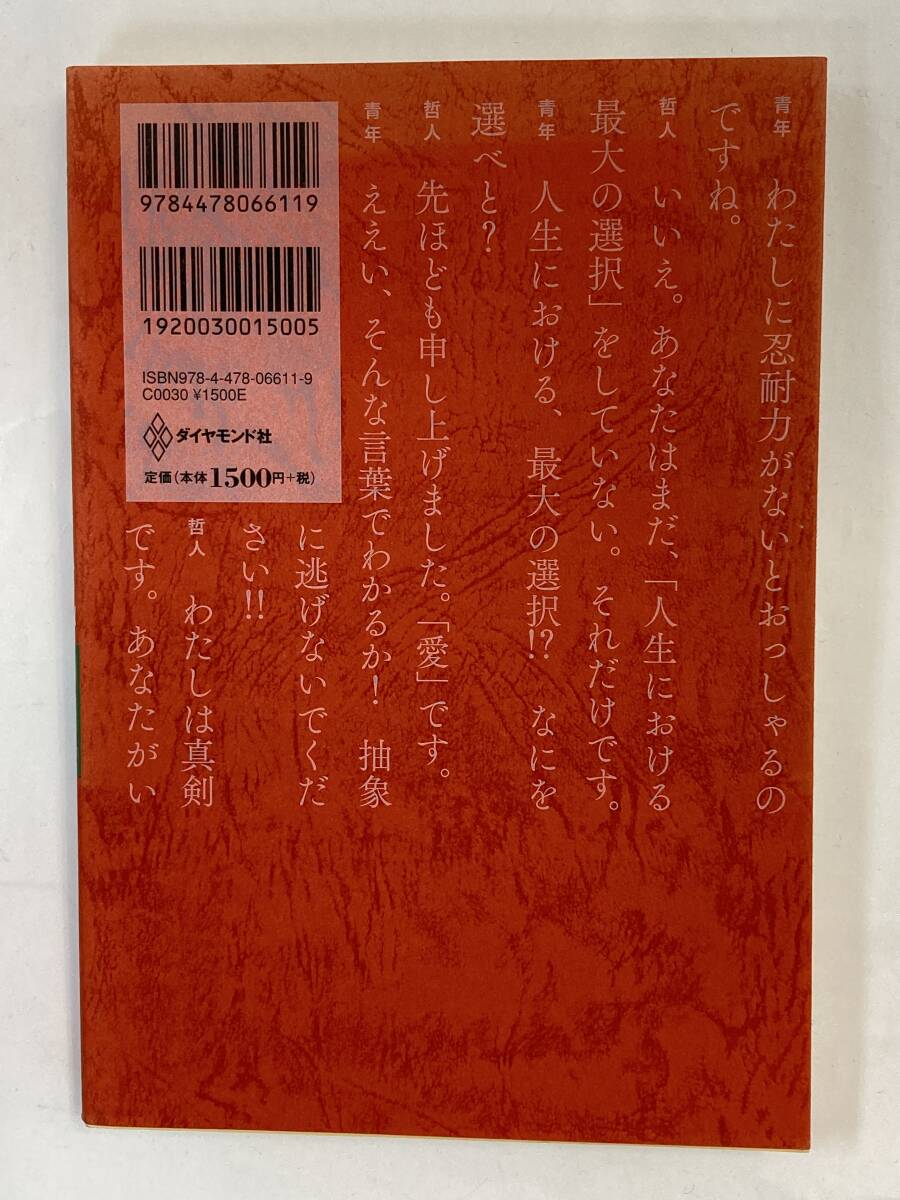 青年　わたしに忍耐力がないとおっしゃるの
ですね。
哲人　いいえ。あなたはまだ、「人生における
最大の選択」をしていない。それだけです。
青年　人生における、最大の選択!?　なにを
選べと？
哲人　先ほども申し上げました。「愛」です。
青年　ええい、そんな言葉でわかるか！　抽象
に逃げないでくだ
さい!!
哲人　わたしは真剣
です。あなたがい
9784478066119
1920030015005
ISBN978-4-478-06611-9
C0030 ¥1500E
ダイヤモンド社
定価(本体1500円+税)